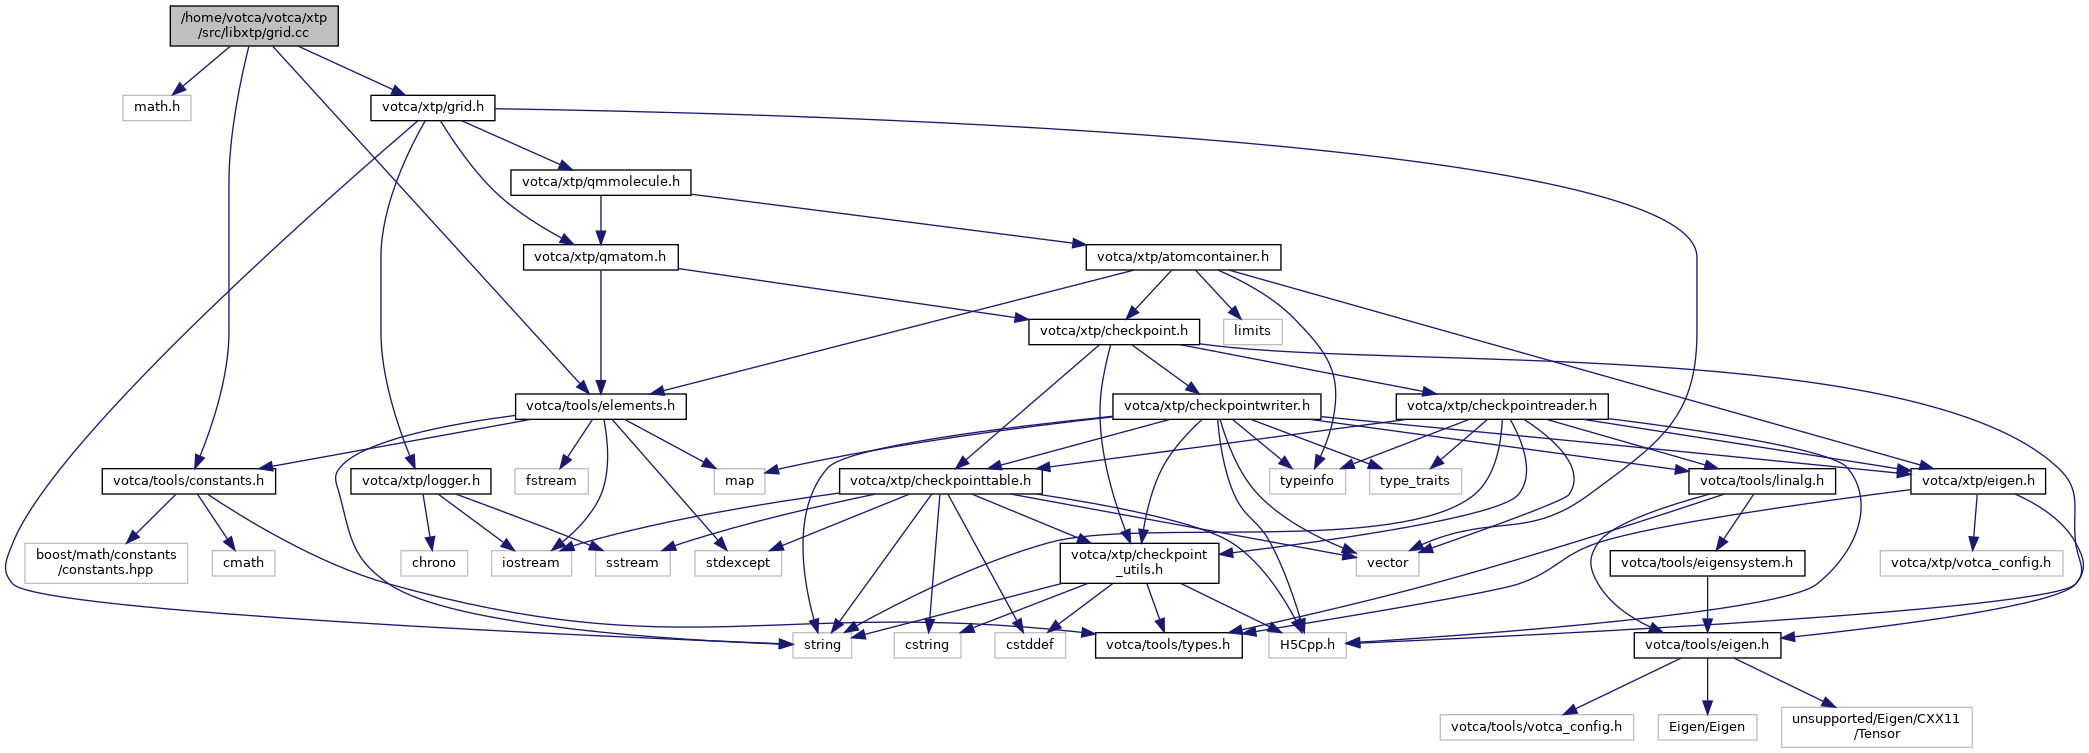 /home/votca/votca/xtp
/src/libxtp/grid.cc
math.h
votca/xtp/grid.h
votca/xtp/qmmolecule.h
votca/xtp/qmatom.h
votca/xtp/atomcontainer.h
votca/xtp/checkpoint.h
limits
votca/tools/elements.h
votca/xtp/checkpointwriter.h
votca/xtp/checkpointreader.h
votca/tools/constants.h
votca/xtp/logger.h
fstream
map
votca/xtp/checkpointtable.h
typeinfo
type_traits
votca/tools/linalg.h
votca/xtp/eigen.h
boost/math/constants
/constants.hpp
cmath
chrono
iostream
sstream
stdexcept
votca/xtp/checkpoint
_utils.h
vector
votca/tools/eigensystem.h
votca/xtp/votca_config.h
string
cstring
cstddef
votca/tools/types.h
H5Cpp.h
votca/tools/eigen.h
votca/tools/votca_config.h
Eigen/Eigen
unsupported/Eigen/CXX11
/Tensor